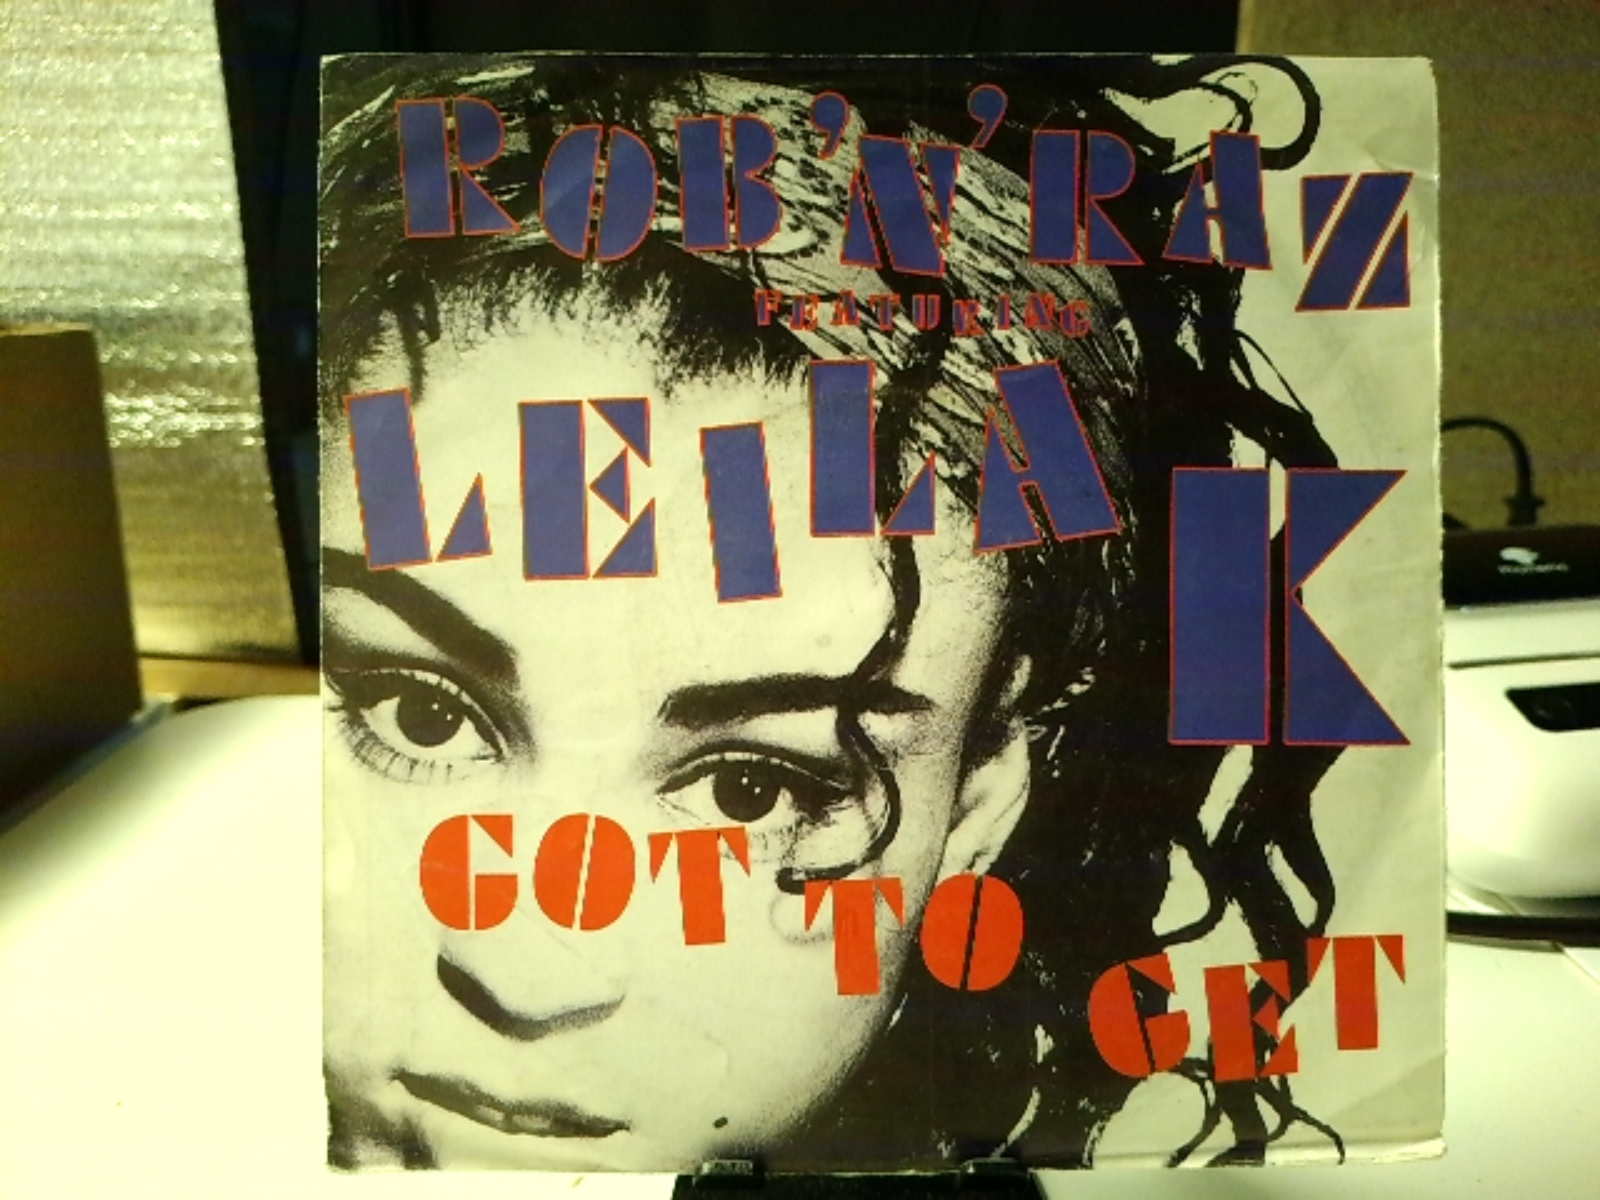 ROB 'N' RAZ
FEATURING
LEILA K
GOT TO GET